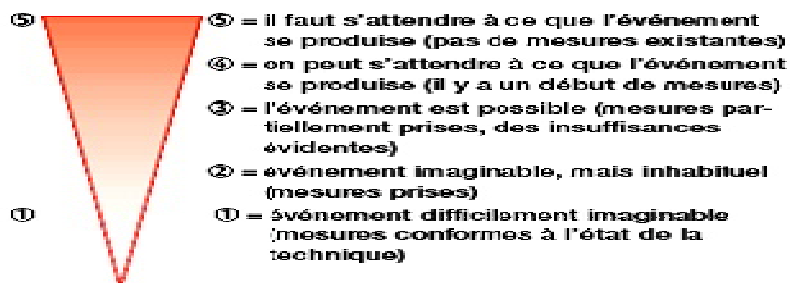 ⑤ ⑤ = il faut s'attendre à ce que l'événement
se produise (pas de mesures existantes)
④ = on peut s'attendre à ce que l'événement
se produise (il y a un début de mesures)
③ = l'événement est possible (mesures par-
tiellement prises, des insuffisances
évidentes)
② = événement imaginable, mais inhabituel
(mesures prises)
① ① = événement difficilement imaginable
(mesures conformes à l'état de la
technique)